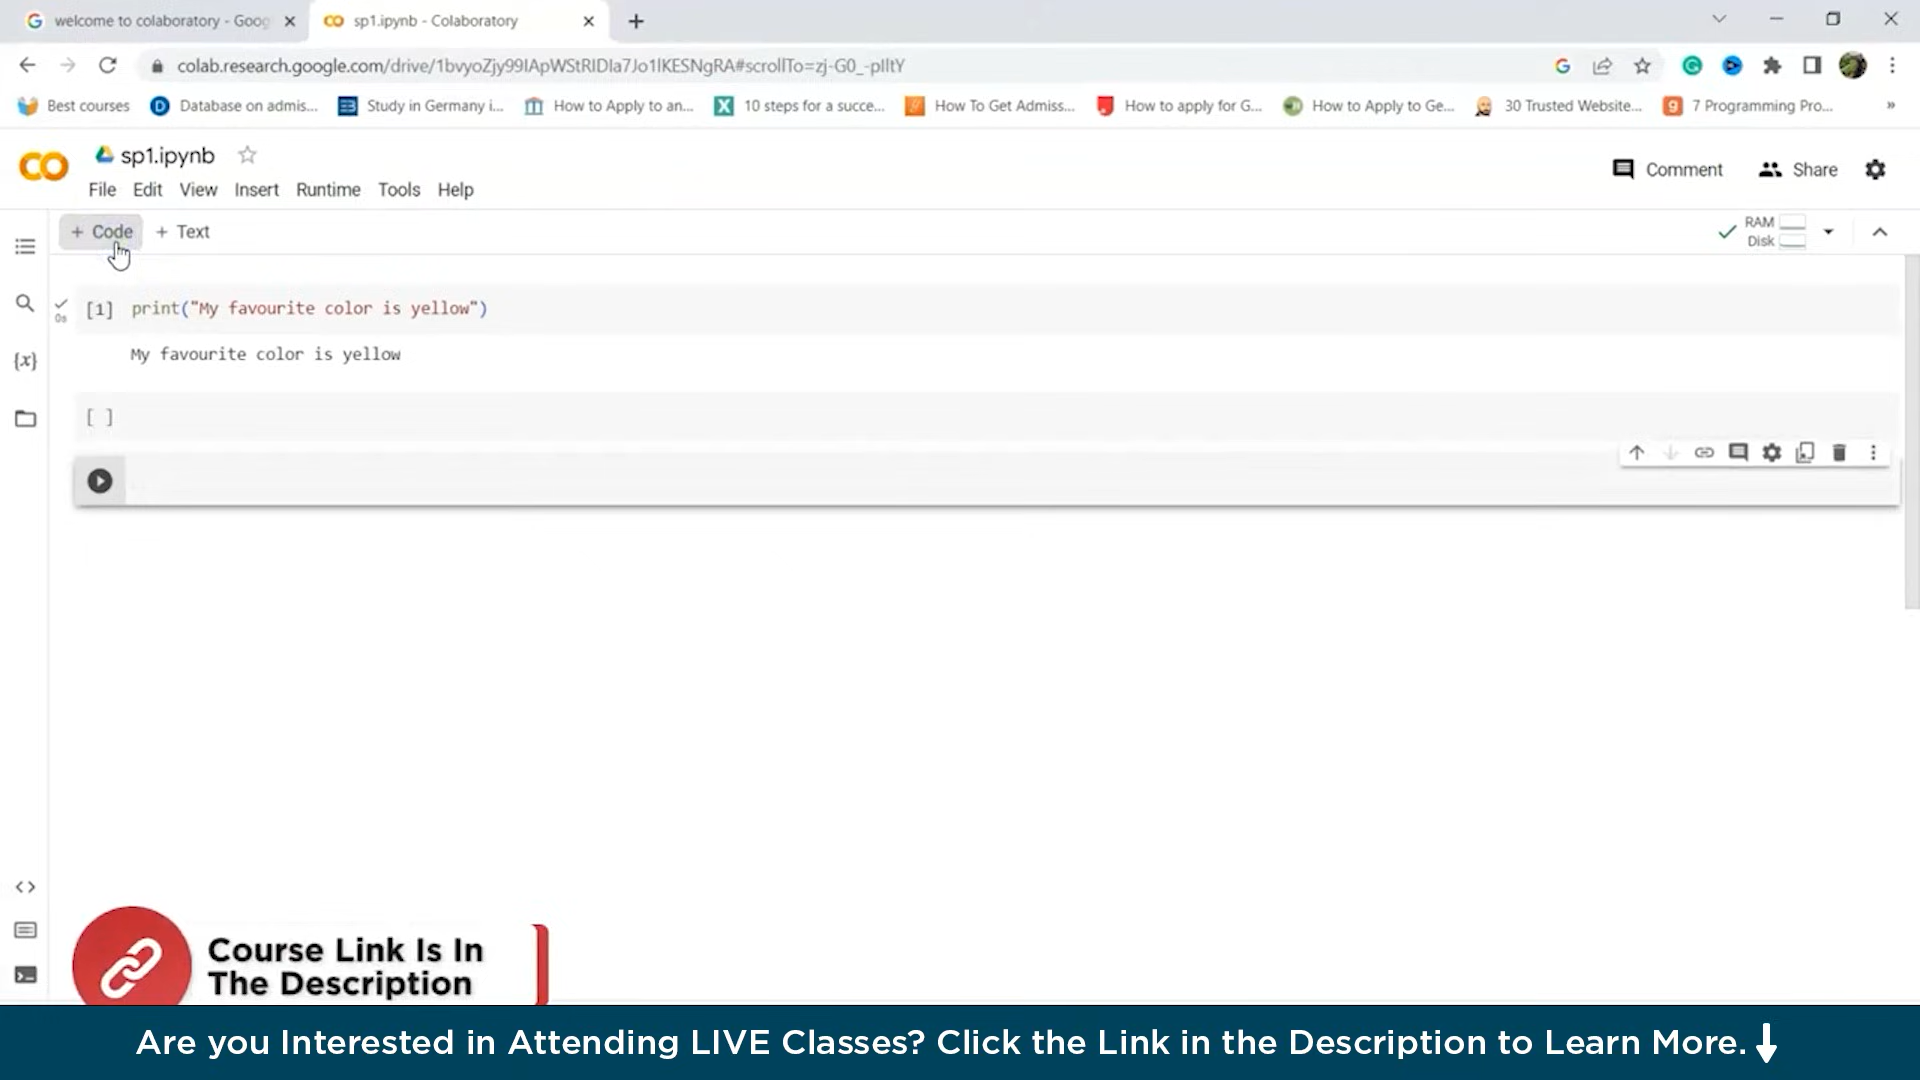 welcome to colaboratory - Goog
sp1.ipynb - Colaboratory
colab.research.google.com/drive/1bvyoZjy99IApWStRIDIa7Jo1IKESNgRA#scrollTo=zj-G0_-pIltY
Best courses
Database on admis...
Study in Germany i...
How to Apply to an...
10 steps for a succe...
How To Get Admiss...
How to apply for G...
How to Apply to Ge...
30 Trusted Website...
7 Programming Pro...
»
sp1.ipynb
File Edit View Insert Runtime Tools Help
Comment
Share
+ Code
+ Text
RAM
Disk
[1] print("My favourite color is yellow")
0s
My favourite color is yellow
[ ]
{x}
Course Link Is In
The Description
Are you Interested in Attending LIVE Classes? Click the Link in the Description to Learn More.